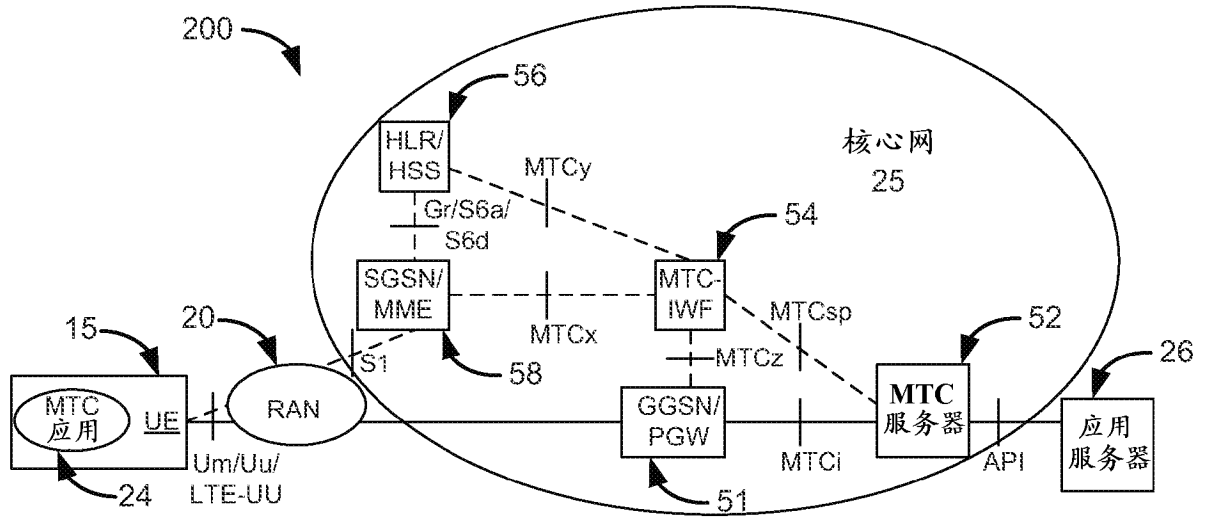 200
56
HLR/
HSS
核心网
25
MTCy
Gr/S6a/
S6d
54
SGSN/
MME
MTC-
IWF
MTCx
MTCsp
15
20
S1
58
MTCz
52
26
MTC
应用
UE
RAN
GGSN/
PGW
MTC
服务器
应用
服务器
Um/Uu/
LTE-UU
MTCi
API
24
51